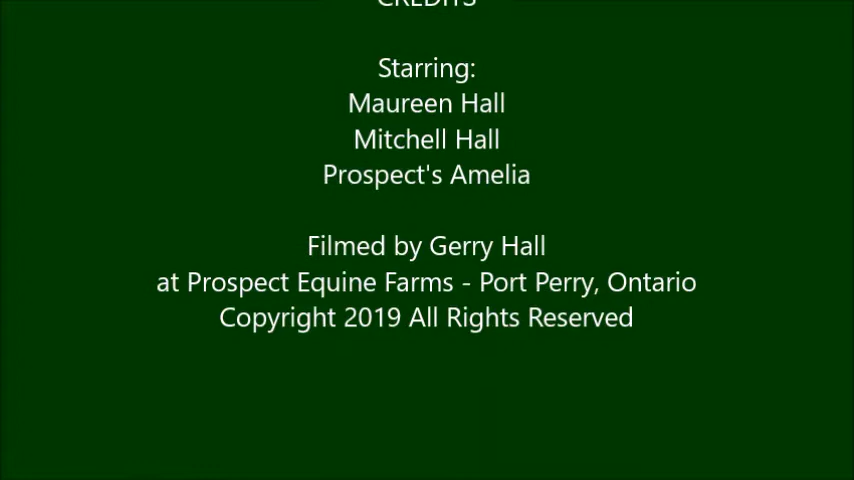 CREDITS
Starring:
Maureen Hall
Mitchell Hall
Prospect's Amelia
Filmed by Gerry Hall
at Prospect Equine Farms - Port Perry, Ontario
Copyright 2019 All Rights Reserved